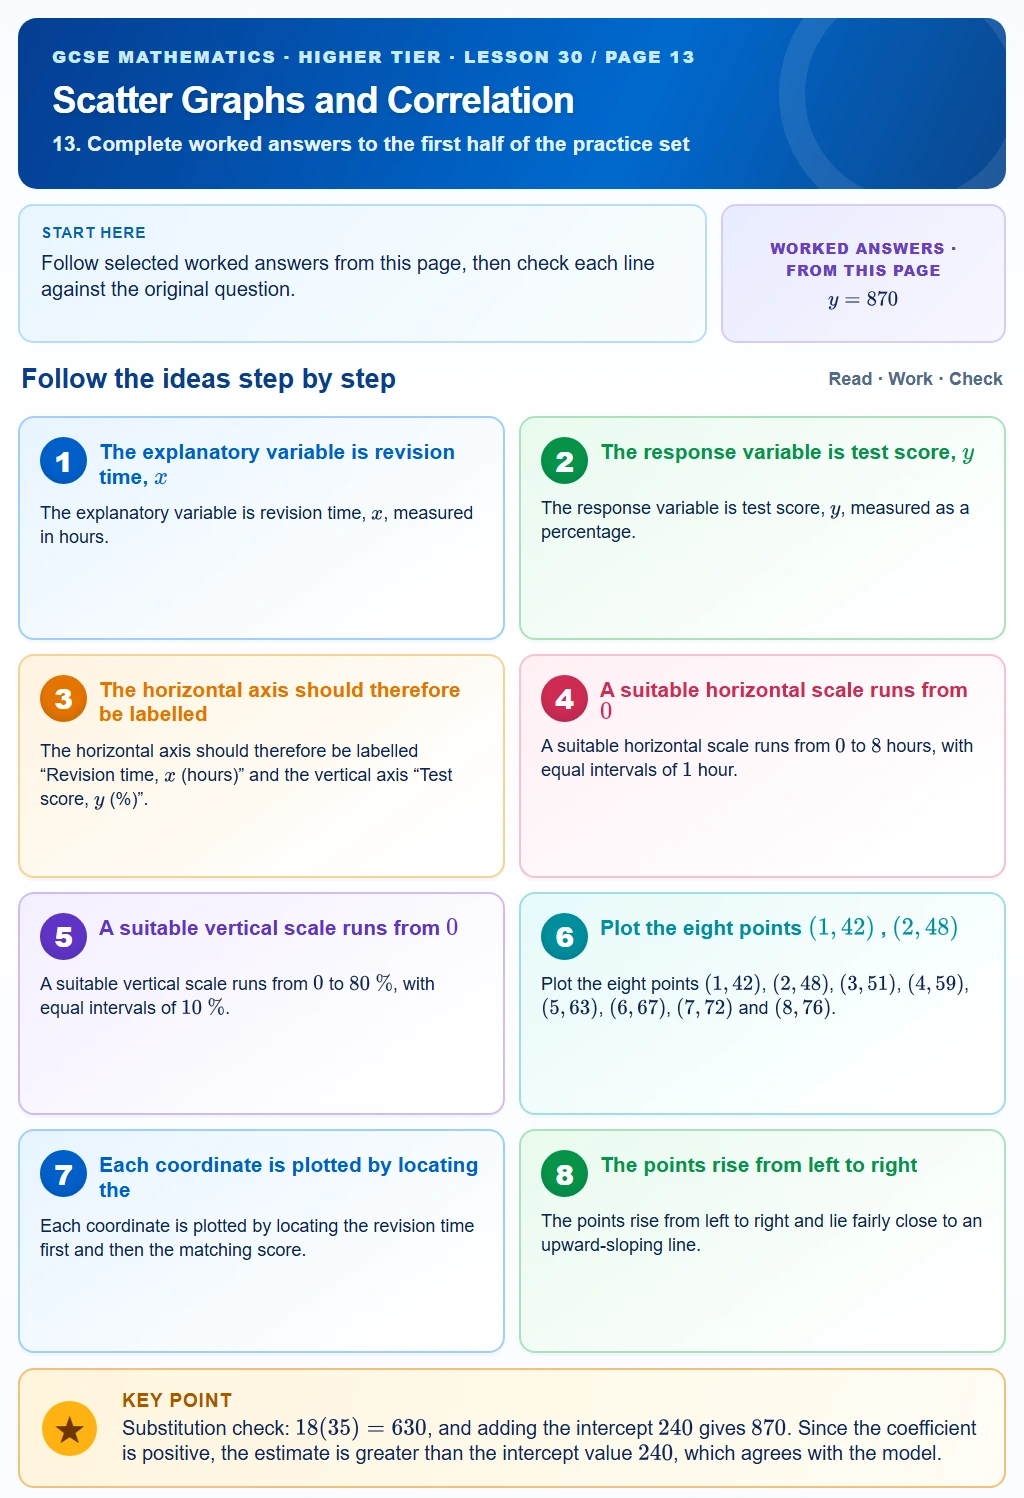 GCSE MATHEMATICS · HIGHER TIER · LESSON 30 / PAGE 13
Scatter Graphs and Correlation
13. Complete worked answers to the first half of the practice set
START HERE
Follow selected worked answers from this page, then check each line
against the original question.
WORKED ANSWERS ·
FROM THIS PAGE
y = 870
Follow the ideas step by step
Read · Work · Check
1
The explanatory variable is revision
time, x
The explanatory variable is revision time, x, measured
in hours.
2
The response variable is test score, y
The response variable is test score, y, measured as a
percentage.
3
The horizontal axis should therefore
be labelled
The horizontal axis should therefore be labelled
“Revision time, x (hours)” and the vertical axis “Test
score, y (%)”.
4
A suitable horizontal scale runs from
0
A suitable horizontal scale runs from 0 to 8 hours, with
equal intervals of 1 hour.
5
A suitable vertical scale runs from 0
A suitable vertical scale runs from 0 to 80 %, with
equal intervals of 10 %.
6
Plot the eight points (1, 42) , (2, 48)
Plot the eight points (1, 42), (2, 48), (3, 51), (4, 59),
(5, 63), (6, 67), (7, 72) and (8, 76).
7
Each coordinate is plotted by locating
the
Each coordinate is plotted by locating the revision time
first and then the matching score.
8
The points rise from left to right
The points rise from left to right and lie fairly close to an
upward-sloping line.
KEY POINT
Substitution check: 18(35) = 630, and adding the intercept 240 gives 870. Since the coefficient
is positive, the estimate is greater than the intercept value 240, which agrees with the model.